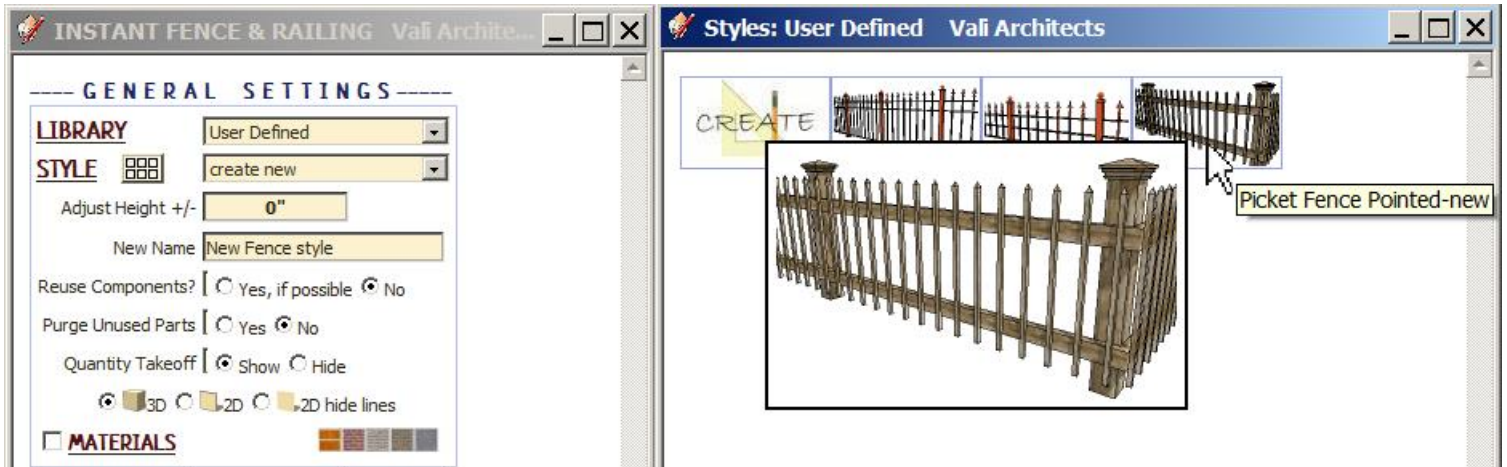 INSTANT FENCE & RAILING Vali Archite...
---- GENERAL SETTINGS-----
LIBRARY User Defined
STYLE create new
Adjust Height +/- 0"
New Name New Fence style
Reuse Components? Yes, if possible No
Purge Unused Parts Yes No
Quantity Takeoff Show Hide
3D 2D 2D hide lines
MATERIALS
Styles: User Defined Vali Architects
CREATE
Picket Fence Pointed-new